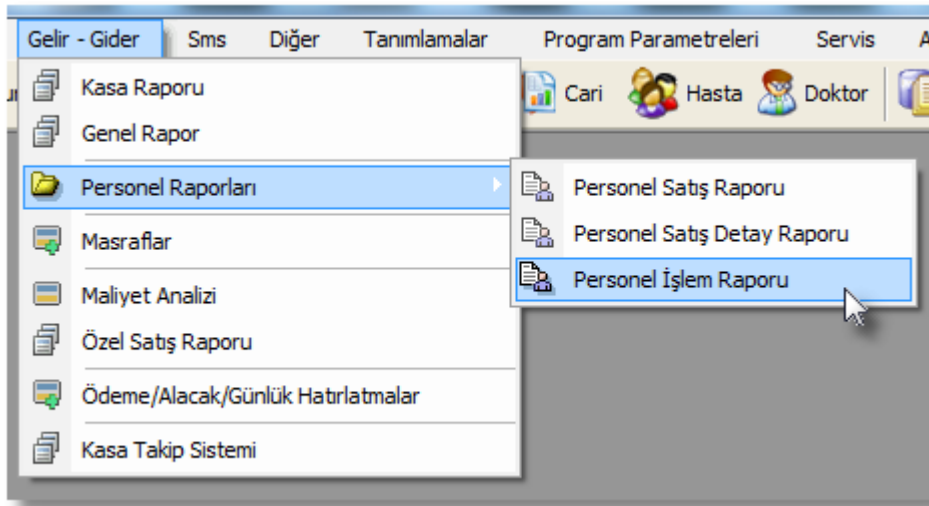 Gelir - Gider Sms Diğer Tanımlamalar Program Parametreleri Servis
Cari Hasta Doktor
Kasa Raporu
Genel Rapor
Personel Raporları
Masraflar
Maliyet Analizi
Özel Satış Raporu
Ödeme/Alacak/Günlük Hatırlatmalar
Kasa Takip Sistemi
Personel Satış Raporu
Personel Satış Detay Raporu
Personel İşlem Raporu